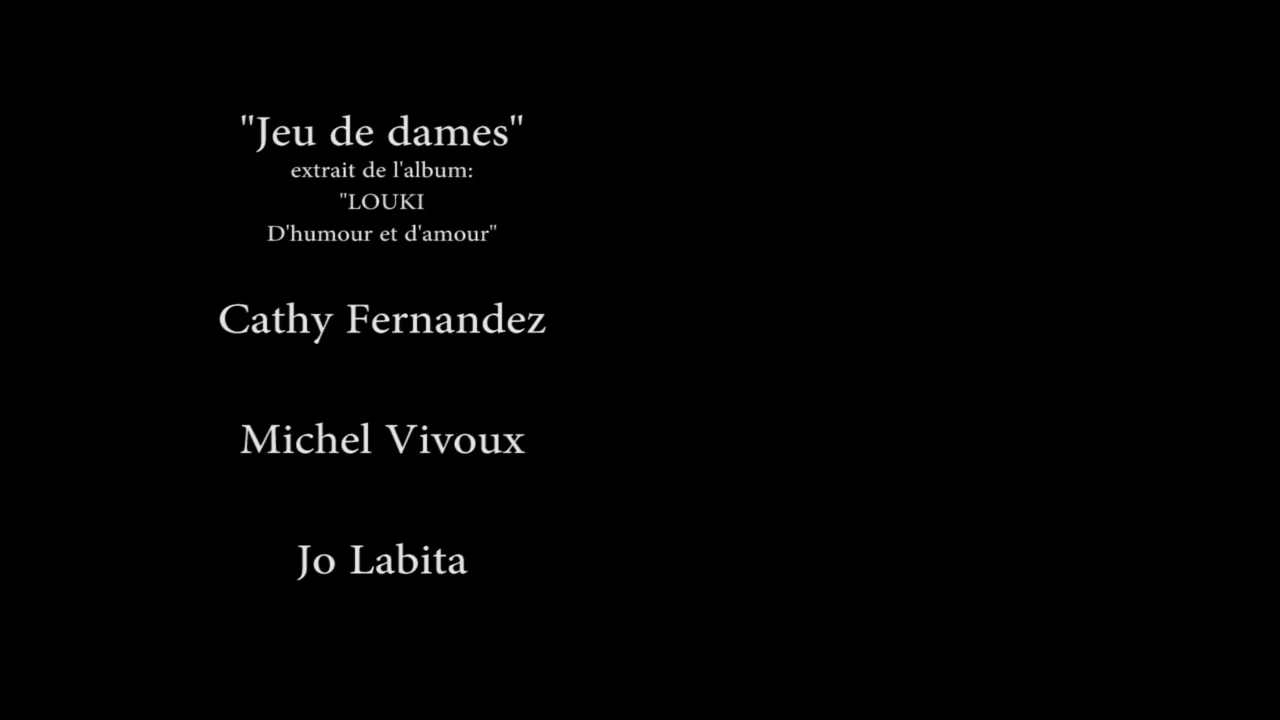 "Jeu de dames"
extrait de l'album:
"LOUKI
D'humour et d'amour"
Cathy Fernandez
Michel Vivoux
Jo Labita